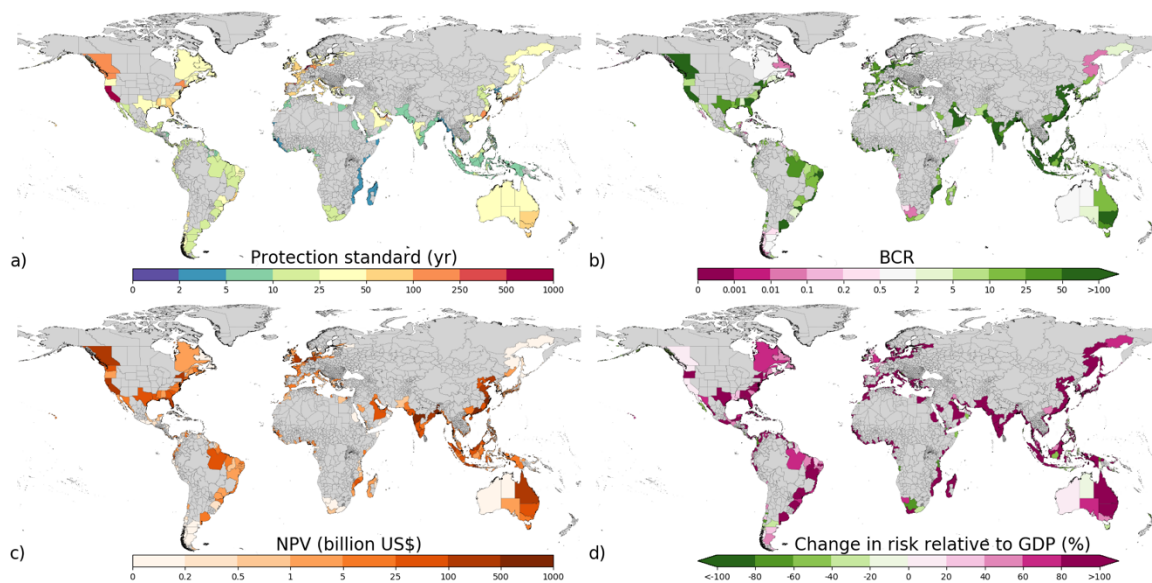 a)
Protection standard (yr)
0 2 5 10 25 50 100 200 500 1000
b)
BCR
0 0.001 0.01 0.1 0.2 0.5 2 5 10 25 50 >100
c)
NPV (billion US$)
0 0.2 0.5 1 5 25 50 100 500 1000
d)
Change in risk relative to GDP (%)
<-100 -80 -60 -40 -20 0 20 40 60 80 >100